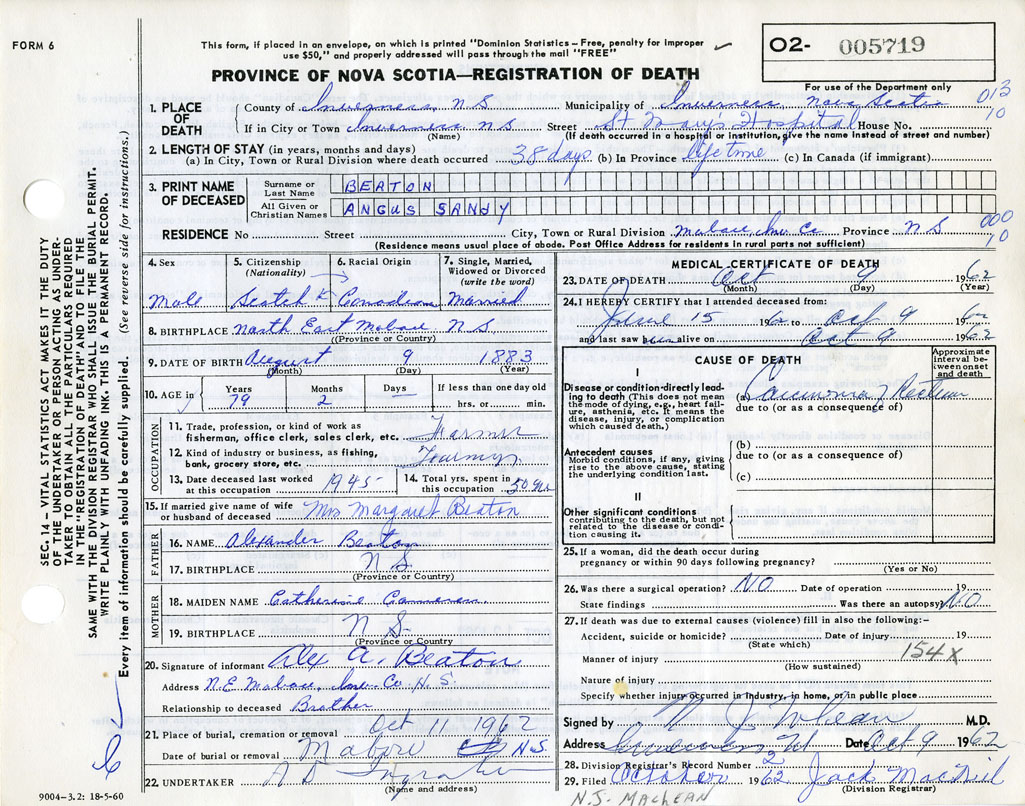 FORM 6
This form, if placed in an envelope, on which is printed "Dominion Statistics – Free, penalty for improper
use $50," and properly addressed will pass through the mail "FREE"
O2- 005719
For use of the Department only
PROVINCE OF NOVA SCOTIA—REGISTRATION OF DEATH
1. PLACE OF DEATH
County of Inverness, N S Municipality of Inverness Nova Scotia 013
If in City or Town Inverness N S Street St Mary's Hospital House No. 10
(Name) (If death occurred in a hospital or institution, give the name instead of street and number)
2. LENGTH OF STAY (in years, months and days)
(a) In City, Town or Rural Division where death occurred 38 days (b) In Province lifetime (c) In Canada (if immigrant)
3. PRINT NAME OF DECEASED
Surname or Last Name BEATON
All Given or Christian Names ANGUS SANDY
000
RESIDENCE No Street City, Town or Rural Division Mabou, Inv. Co Province N S 10
(Residence means usual place of abode. Post Office Address for residents in rural parts not sufficient)
4. Sex
Male
5. Citizenship (Nationality)
Scotch
6. Racial Origin
Canadian
7. Single, Married, Widowed or Divorced (write the word)
Married
8. BIRTHPLACE North East Mabou N S
(Province or Country)
9. DATE OF BIRTH August 9 1883
(Month) (Day) (Year)
10. AGE in
Years Months Days If less than one day old
79 2 — hrs. or min.
OCCUPATION
11. Trade, profession, or kind of work as
fisherman, office clerk, sales clerk, etc. Farmer
12. Kind of industry or business, as fishing,
bank, grocery store, etc.
13. Date deceased last worked
at this occupation 1945
14. Total yrs. spent in
this occupation 50 yrs
15. If married give name of wife
or husband of deceased Mrs Margaret Beaton
FATHER
16. NAME Alexander Beaton
17. BIRTHPLACE N S
(Province or Country)
MOTHER
18. MAIDEN NAME Catherine Cameron
19. BIRTHPLACE N S.
(Province or Country
20. Signature of informant Alex A. Beaton
Address N.E Mabou, Inv. Co N.S.
Relationship to deceased Brother
21. Place of burial, cremation or removal Oct 11 1962
Date of burial or removal Mabou N.S
22. UNDERTAKER
(Name and address)
9004–3.2: 18-5-60
MEDICAL CERTIFICATE OF DEATH
23. DATE OF DEATH Oct 9 1962
(Month) (Day) (Year)
24. I HEREBY CERTIFY that I attended deceased from:
June 15 1962 to Oct 9 1962
and last saw him alive on Oct 9 1962
CAUSE OF DEATH
Approximate interval between onset and death
I
Disease or condition directly leading to death (This does not mean
the mode of dying, e.g., heart failure, asthenia, etc. It means the
disease, injury, or complication
which caused death.)
(a) Carcinoma of Rectum
due to (or as a consequence of)
Antecedent causes
Morbid conditions, if any, giving
rise to the above cause, stating
the underlying condition last.
(b)
due to (or as a consequence of)
(c)
II
Other significant conditions
contributing to the death, but not
related to the disease or condition causing it.
25. If a woman, did the death occur during
pregnancy or within 90 days following pregnancy?
(Yes or No)
26. Was there a surgical operation? NO Date of operation 19
State findings Was there an autopsy NO
27. If death was due to external causes (violence) fill in also the following:-
Accident, suicide or homicide? Date of injury 19
(State which)
154X
Manner of injury
(How sustained)
Nature of injury
Specify whether injury occurred in Industry, in home, or in public place
Signed by M.D.
Address Date Oct 9 1962
28. Division Registrar's Record Number 2
29. Filed October 1962 Jack MacNeil
(Division Registrar)
N.J. MACLEAN
SEC. 14 – VITAL STATISTICS ACT MAKES IT THE DUTY
OF THE UNDERTAKER OR PERSON ACTING AS UNDER-
TAKER TO OBTAIN ALL THE PARTICULARS REQUIRED
IN THE "REGISTRATION OF DEATH" AND TO FILE THE
SAME WITH THE DIVISION REGISTRAR WHO SHALL ISSUE THE BURIAL PERMIT.
WRITE PLAINLY WITH UNFADING INK. THIS IS A PERMANENT RECORD.
Every item of information should be carefully supplied. (See reverse side for instructions.)